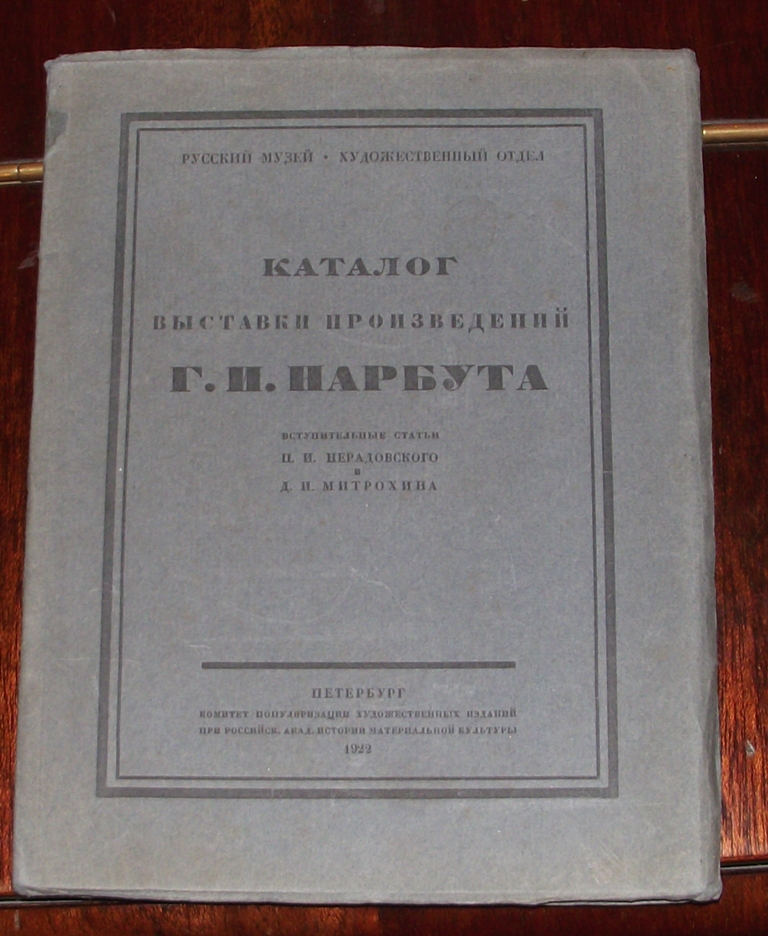 РУССКИЙ МУЗЕЙ • ХУДОЖЕСТВЕННЫЙ ОТДЕЛ
КАТАЛОГ
ВЫСТАВКИ ПРОИЗВЕДЕНИЙ
Г. И. НАРБУТА
ВСТУПИТЕЛЬНЫЕ СТАТЬИ
П. И. НЕРАДОВСКОГО
И
Д. И. МИТРОХИНА
ПЕТЕРБУРГ
КОМИТЕТ ПОПУЛЯРИЗАЦИИ ХУДОЖЕСТВЕННЫХ ИЗДАНИЙ
ПРИ РОССИЙСК. АКАД. ИСТОРИИ МАТЕРИАЛЬНОЙ КУЛЬТУРЫ
1922